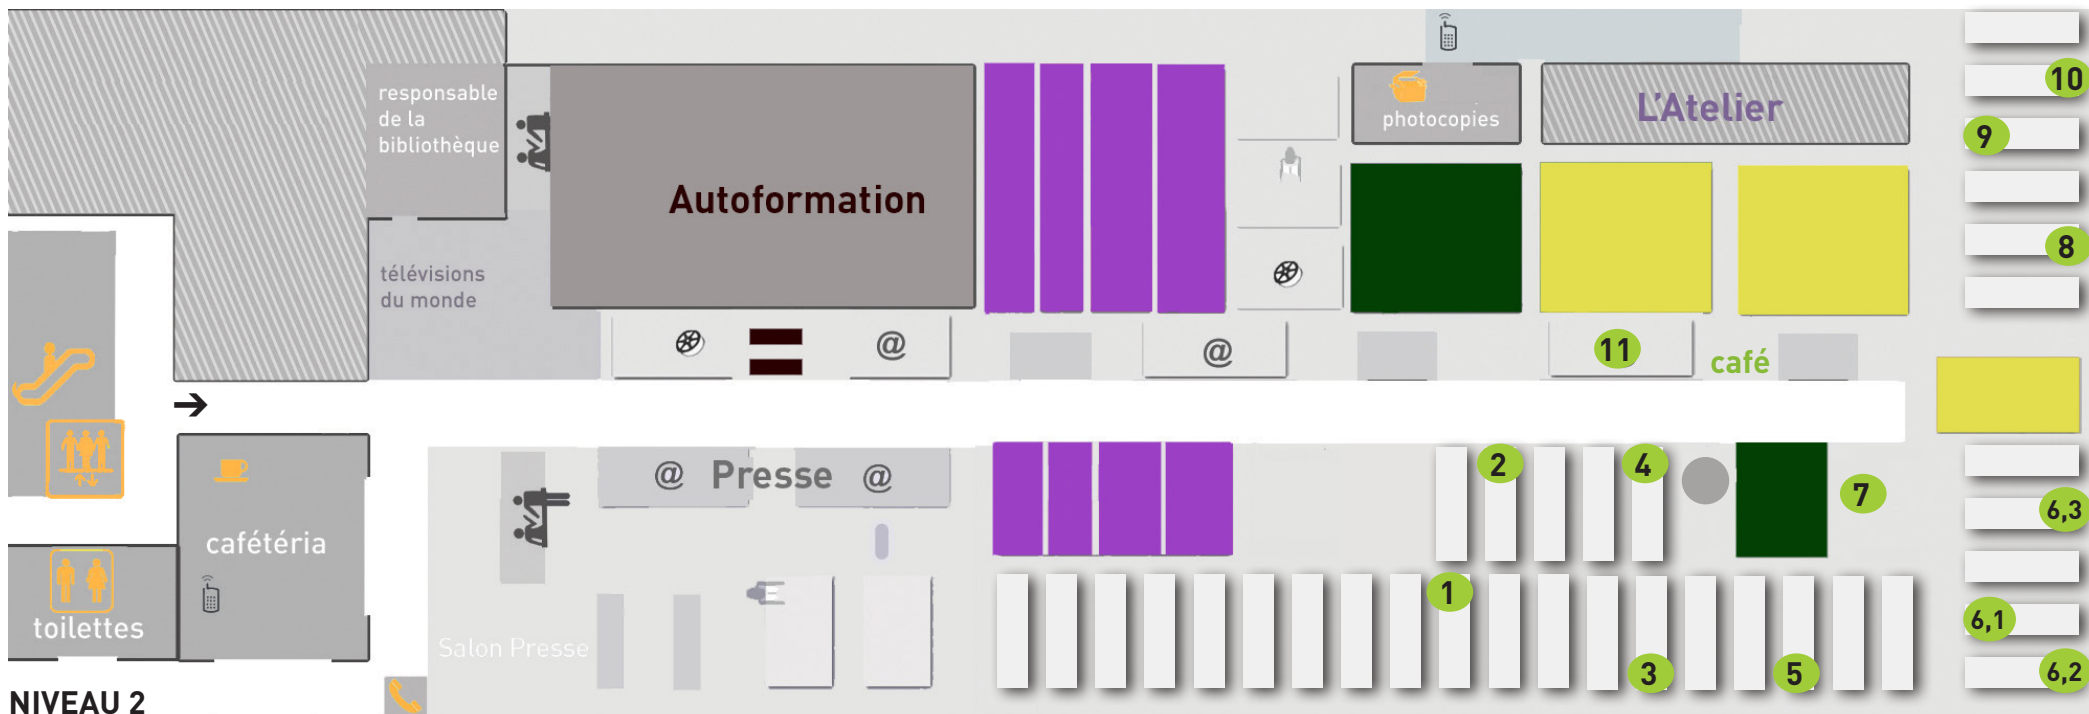 responsable
de la
bibliothèque
photocopies
L'Atelier
10
9
Autoformation
8
télévisions
du monde
@
@
11
café
→
@
Presse
@
2
4
7
6,3
cafétéria
1
6,1
toilettes
Salon Presse
3
5
6,2
NIVEAU 2